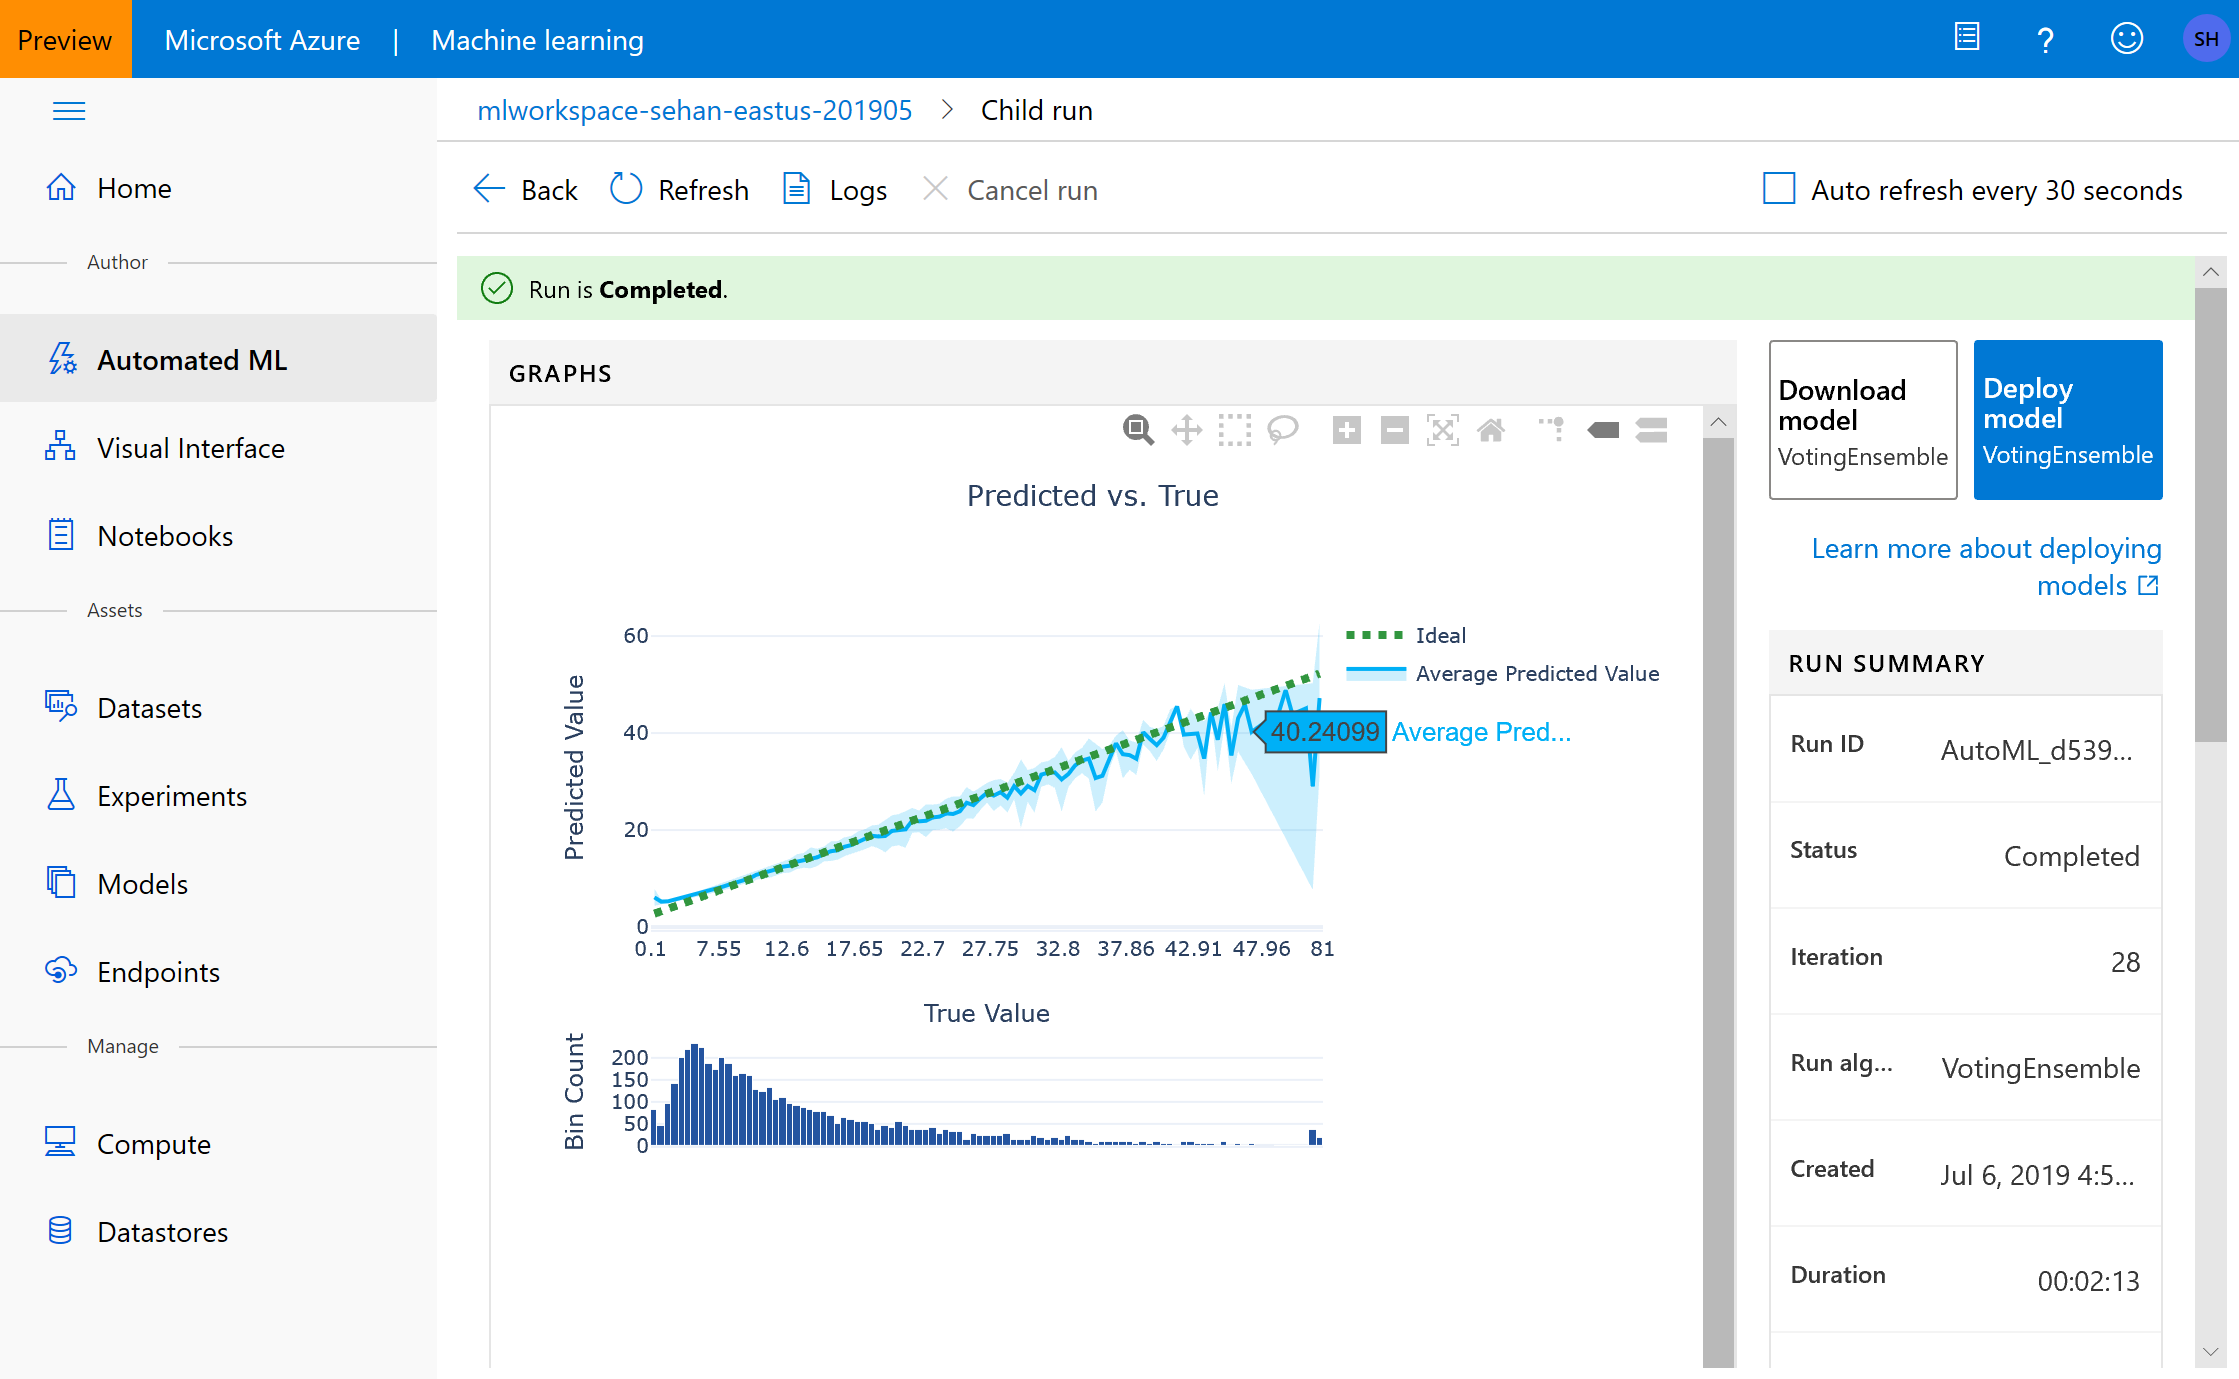 Preview
Microsoft Azure | Machine learning
?
SH
mlworkspace-sehan-eastus-201905 > Child run
Home
Author
Automated ML
Visual Interface
Notebooks
Assets
Datasets
Experiments
Models
Endpoints
Manage
Compute
Datastores
Back
Refresh
Logs
Cancel run
Auto refresh every 30 seconds
Run is Completed.
GRAPHS
Predicted vs. True
Predicted Value
60
40
20
0
0.1 7.55 12.6 17.65 22.7 27.75 32.8 37.86 42.91 47.96 81
Ideal
Average Predicted Value
40.24099 Average Pred...
True Value
Bin Count
200
150
100
50
0
Download
model
VotingEnsemble
Deploy
model
VotingEnsemble
Learn more about deploying
models
RUN SUMMARY
Run ID AutoML_d539...
Status Completed
Iteration 28
Run alg... VotingEnsemble
Created Jul 6, 2019 4:5...
Duration 00:02:13